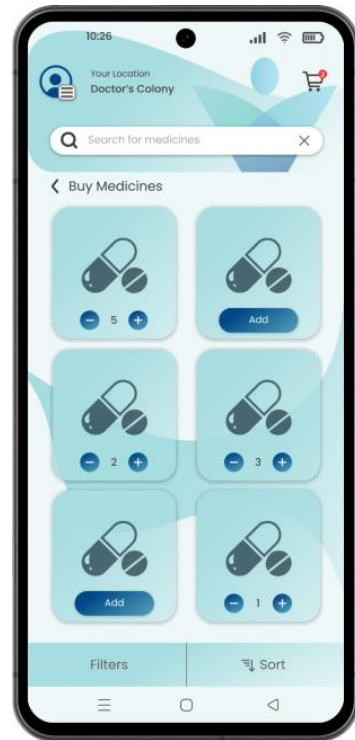 10:26
Your Location
Doctor's Colony
Search for medicines
Buy Medicines
5
Add
2
3
Add
1
Filters
Sort